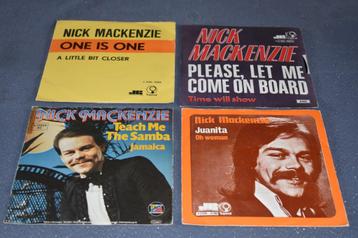 NICK MACKENZIE
ONE IS ONE
A LITTLE BIT CLOSER
NICK
MACKENZIE
PLEASE, LET ME
COME ON BOARD
Time will show
NICK MACKENZIE
Teach Me
The Samba
Jamaica
Nick Mackenzie
Juanita
Oh woman